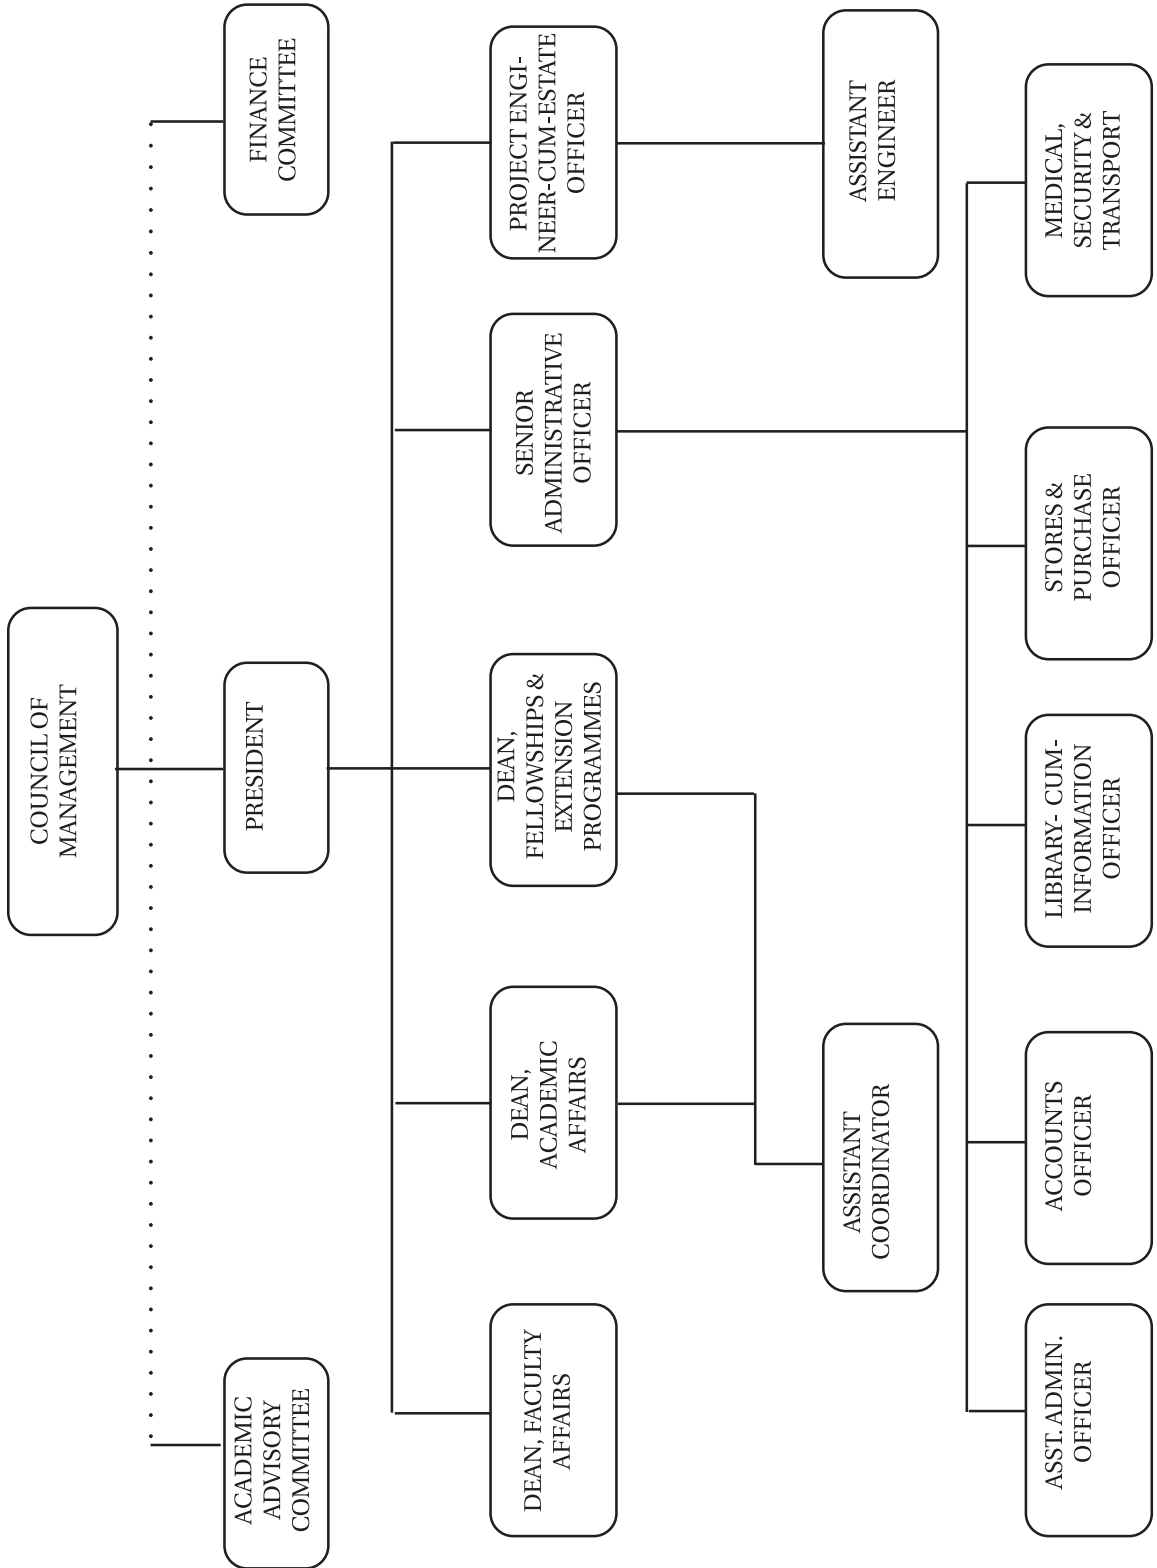 COUNCIL OF
MANAGEMENT
ACADEMIC
ADVISORY
COMMITTEE
PRESIDENT
FINANCE
COMMITTEE
DEAN, FACULTY
AFFAIRS
DEAN,
ACADEMIC
AFFAIRS
DEAN,
FELLOWSHIPS &
EXTENSION
PROGRAMMES
SENIOR
ADMINISTRATIVE
OFFICER
PROJECT ENGI-
NEER-CUM-ESTATE
OFFICER
ASSISTANT
COORDINATOR
ASSISTANT
ENGINEER
ASST. ADMIN.
OFFICER
ACCOUNTS
OFFICER
LIBRARY- CUM-
INFORMATION
OFFICER
STORES &
PURCHASE
OFFICER
MEDICAL,
SECURITY &
TRANSPORT